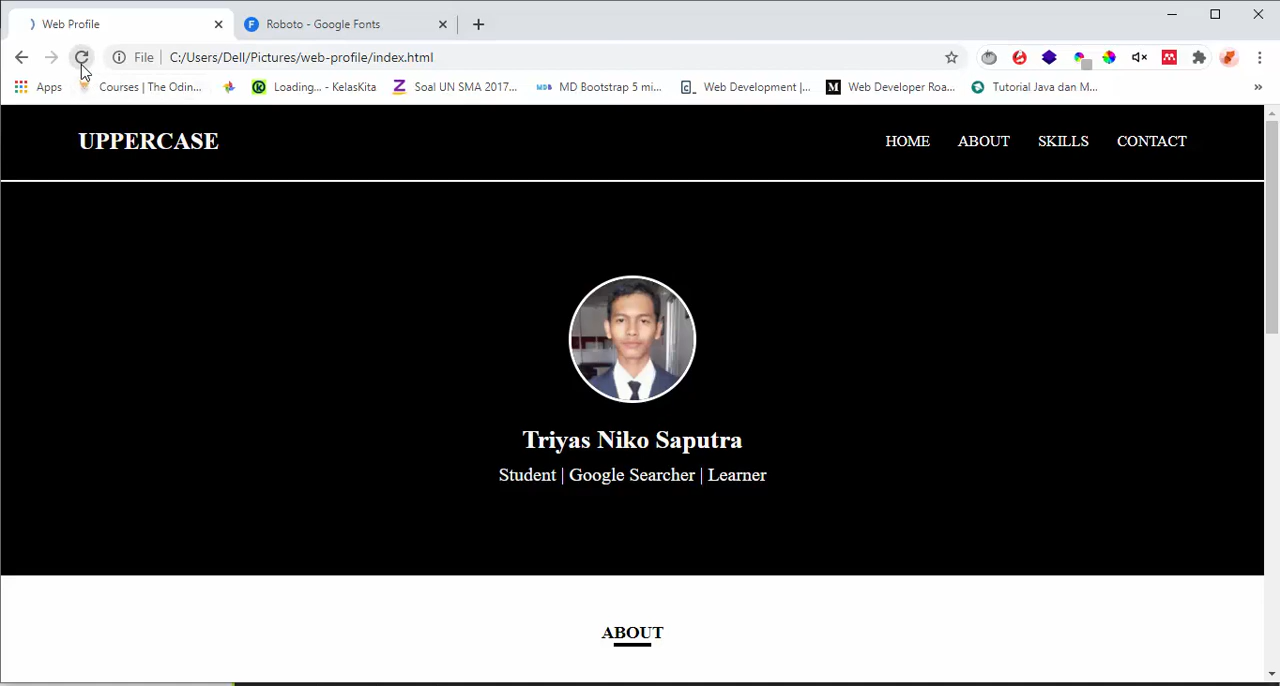 Web Profile
Roboto - Google Fonts
File
C:/Users/Dell/Pictures/web-profile/index.html
Apps
Courses | The Odin...
Loading... - KelasKita
Soal UN SMA 2017...
MD Bootstrap 5 mi...
Web Development |...
Web Developer Roa...
Tutorial Java dan M...
UPPERCASE
HOME ABOUT SKILLS CONTACT
Triyas Niko Saputra
Student | Google Searcher | Learner
ABOUT